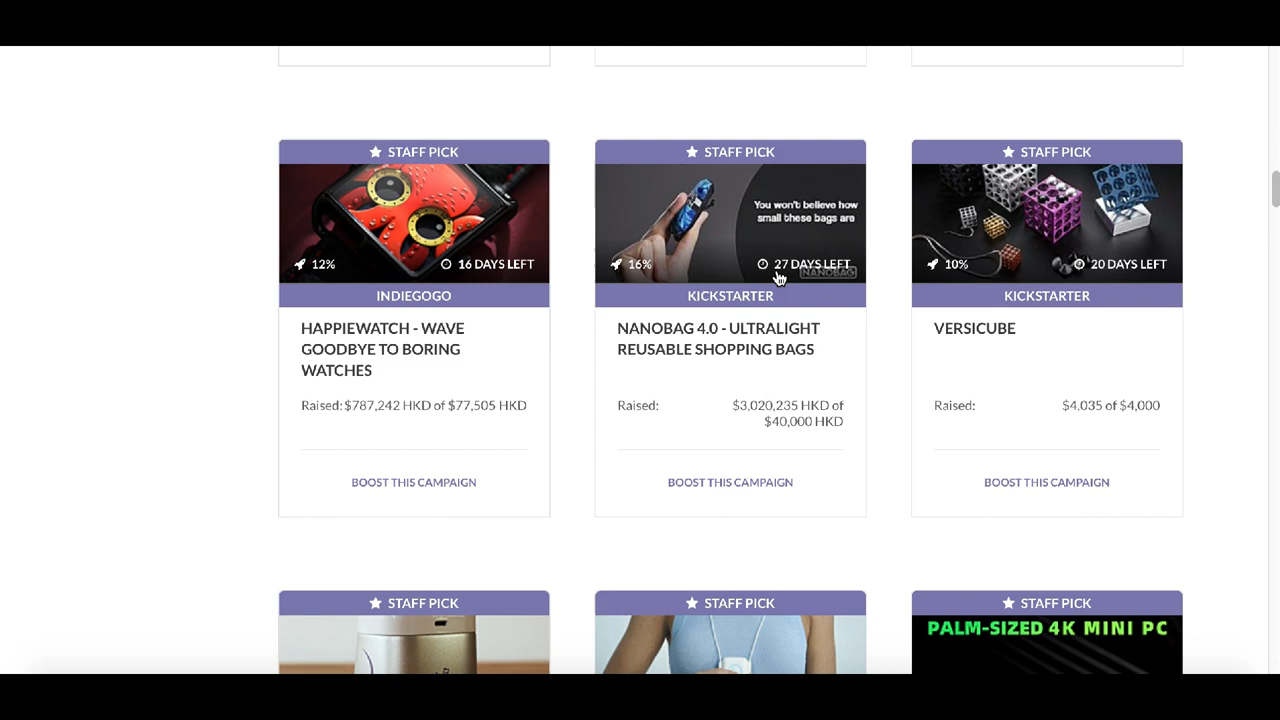 STAFF PICK
STAFF PICK
STAFF PICK
You won't believe how
small these bags are
12%
16 DAYS LEFT
16%
27 DAYS LEFT
NANOBAG
10%
20 DAYS LEFT
INDIEGOGO
KICKSTARTER
KICKSTARTER
HAPPIEWATCH - WAVE
GOODBYE TO BORING
WATCHES
NANOBAG 4.0 - ULTRALIGHT
REUSABLE SHOPPING BAGS
VERSICUBE
Raised: $787,242 HKD of $77,505 HKD
Raised: $3,020,235 HKD of
$40,000 HKD
Raised: $4,035 of $4,000
BOOST THIS CAMPAIGN
BOOST THIS CAMPAIGN
BOOST THIS CAMPAIGN
STAFF PICK
STAFF PICK
STAFF PICK
PALM-SIZED 4K MINI PC